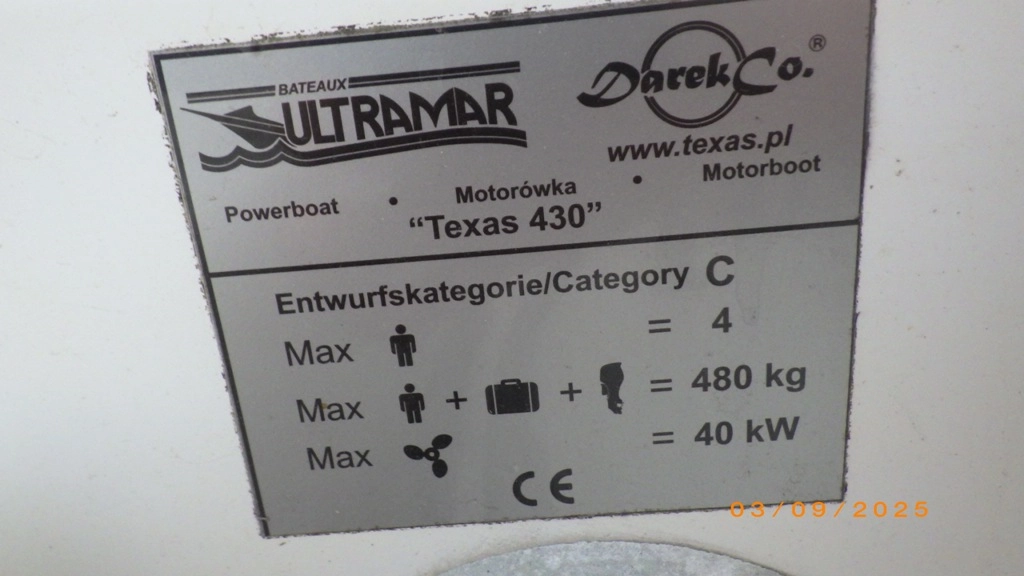 BATEAUX
ULTRAMAR
DarekCo.®
www.texas.pl
Powerboat • Motorówka • Motorboot
“Texas 430”
Entwurfskategorie/Category C
Max = 4
Max + + = 480 kg
Max = 40 kW
CE
03/09/2025